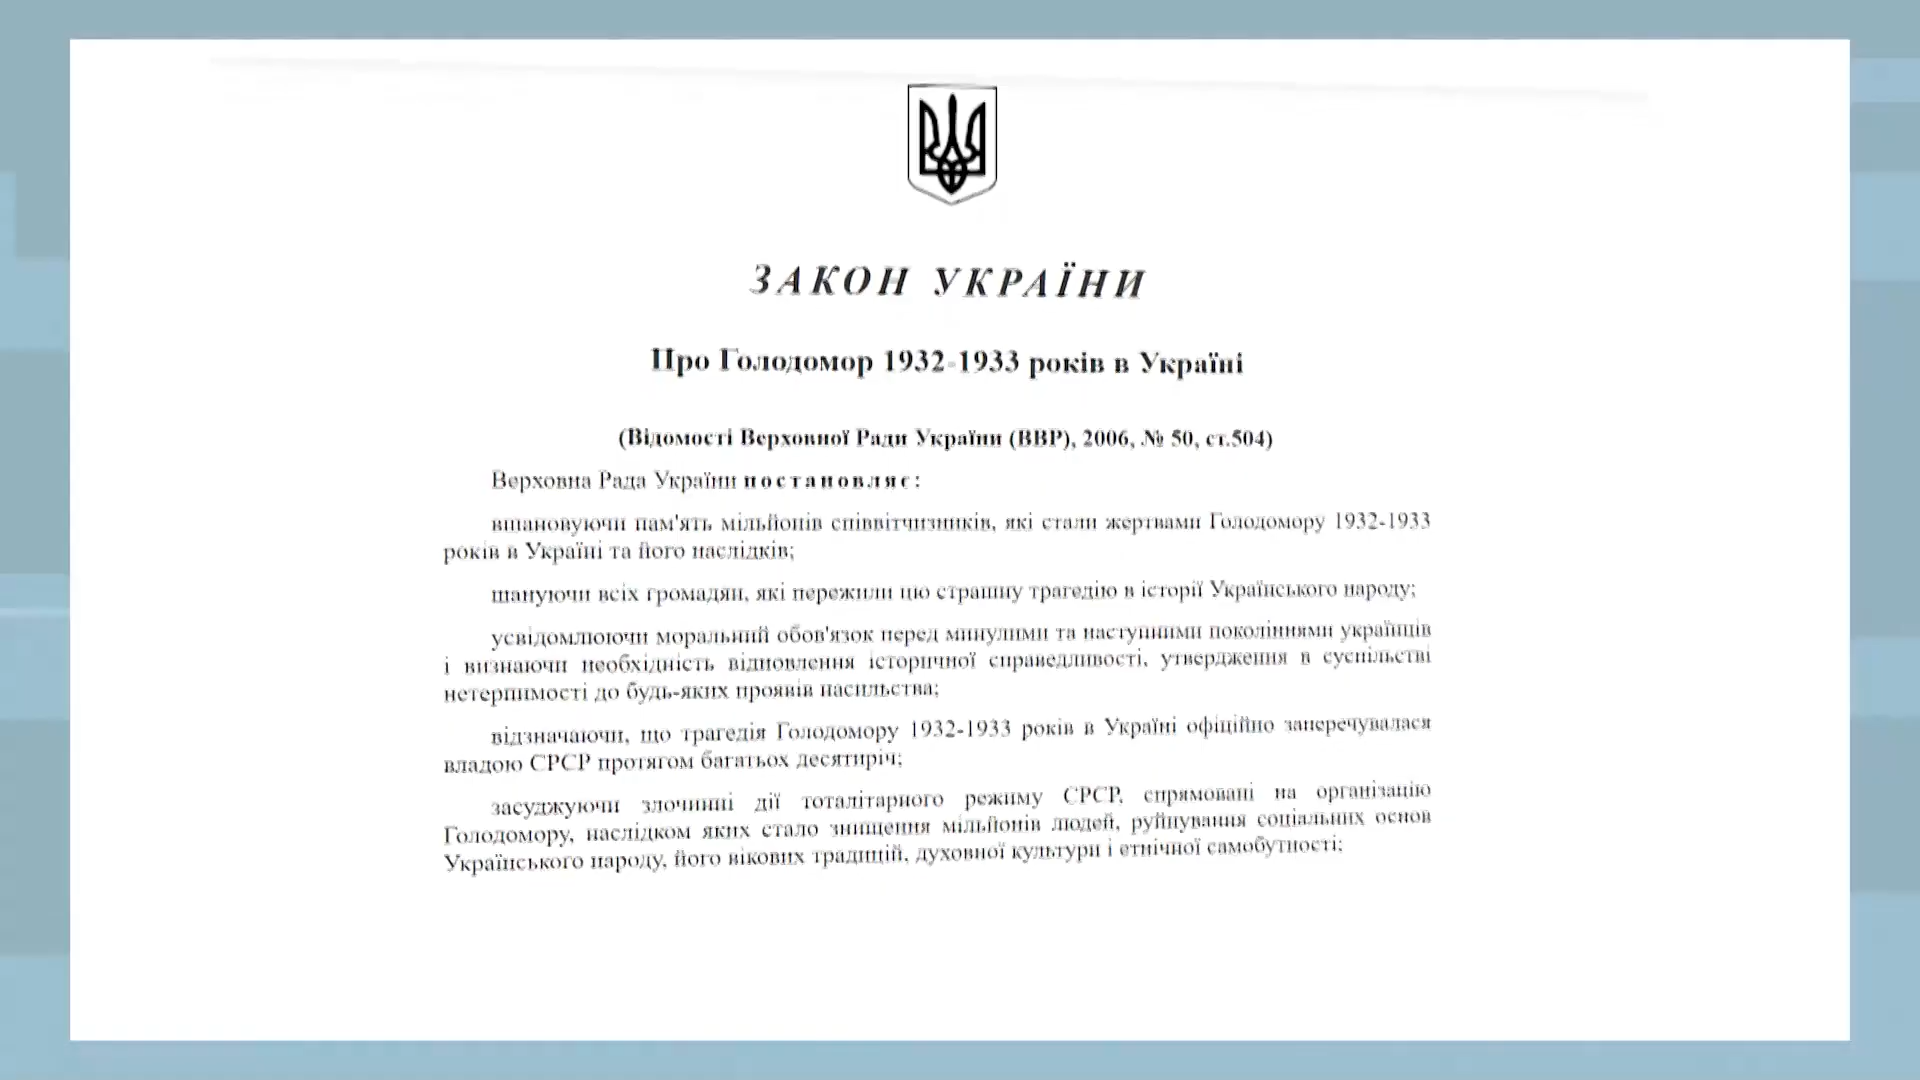 ЗАКОН УКРАЇНИ
Про Голодомор 1932-1933 років в Україні
(Відомості Верховної Ради України (ВВР), 2006, № 50, ст.504)
Верховна Рада України постановляє:
вшановуючи пам'ять мільйонів співвітчизників, які стали жертвами Голодомору 1932-1933
років в Україні та його наслідків;
шануючи всіх громадян, які пережили цю страшну трагедію в історії Українського народу;
усвідомлюючи моральний обов'язок перед минулими та наступними поколіннями українців
і визнаючи необхідність відновлення історичної справедливості, утвердження в суспільстві
нетерпимості до будь-яких проявів насильства;
відзначаючи, що трагедія Голодомору 1932-1933 років в Україні офіційно заперечувалася
владою СРСР протягом багатьох десятиріч;
засуджуючи злочинні дії тоталітарного режиму СРСР, спрямовані на організацію
Голодомору, наслідком яких стало знищення мільйонів людей, руйнування соціальних основ
Українського народу, його вікових традицій, духовної культури і етнічної самобутності;